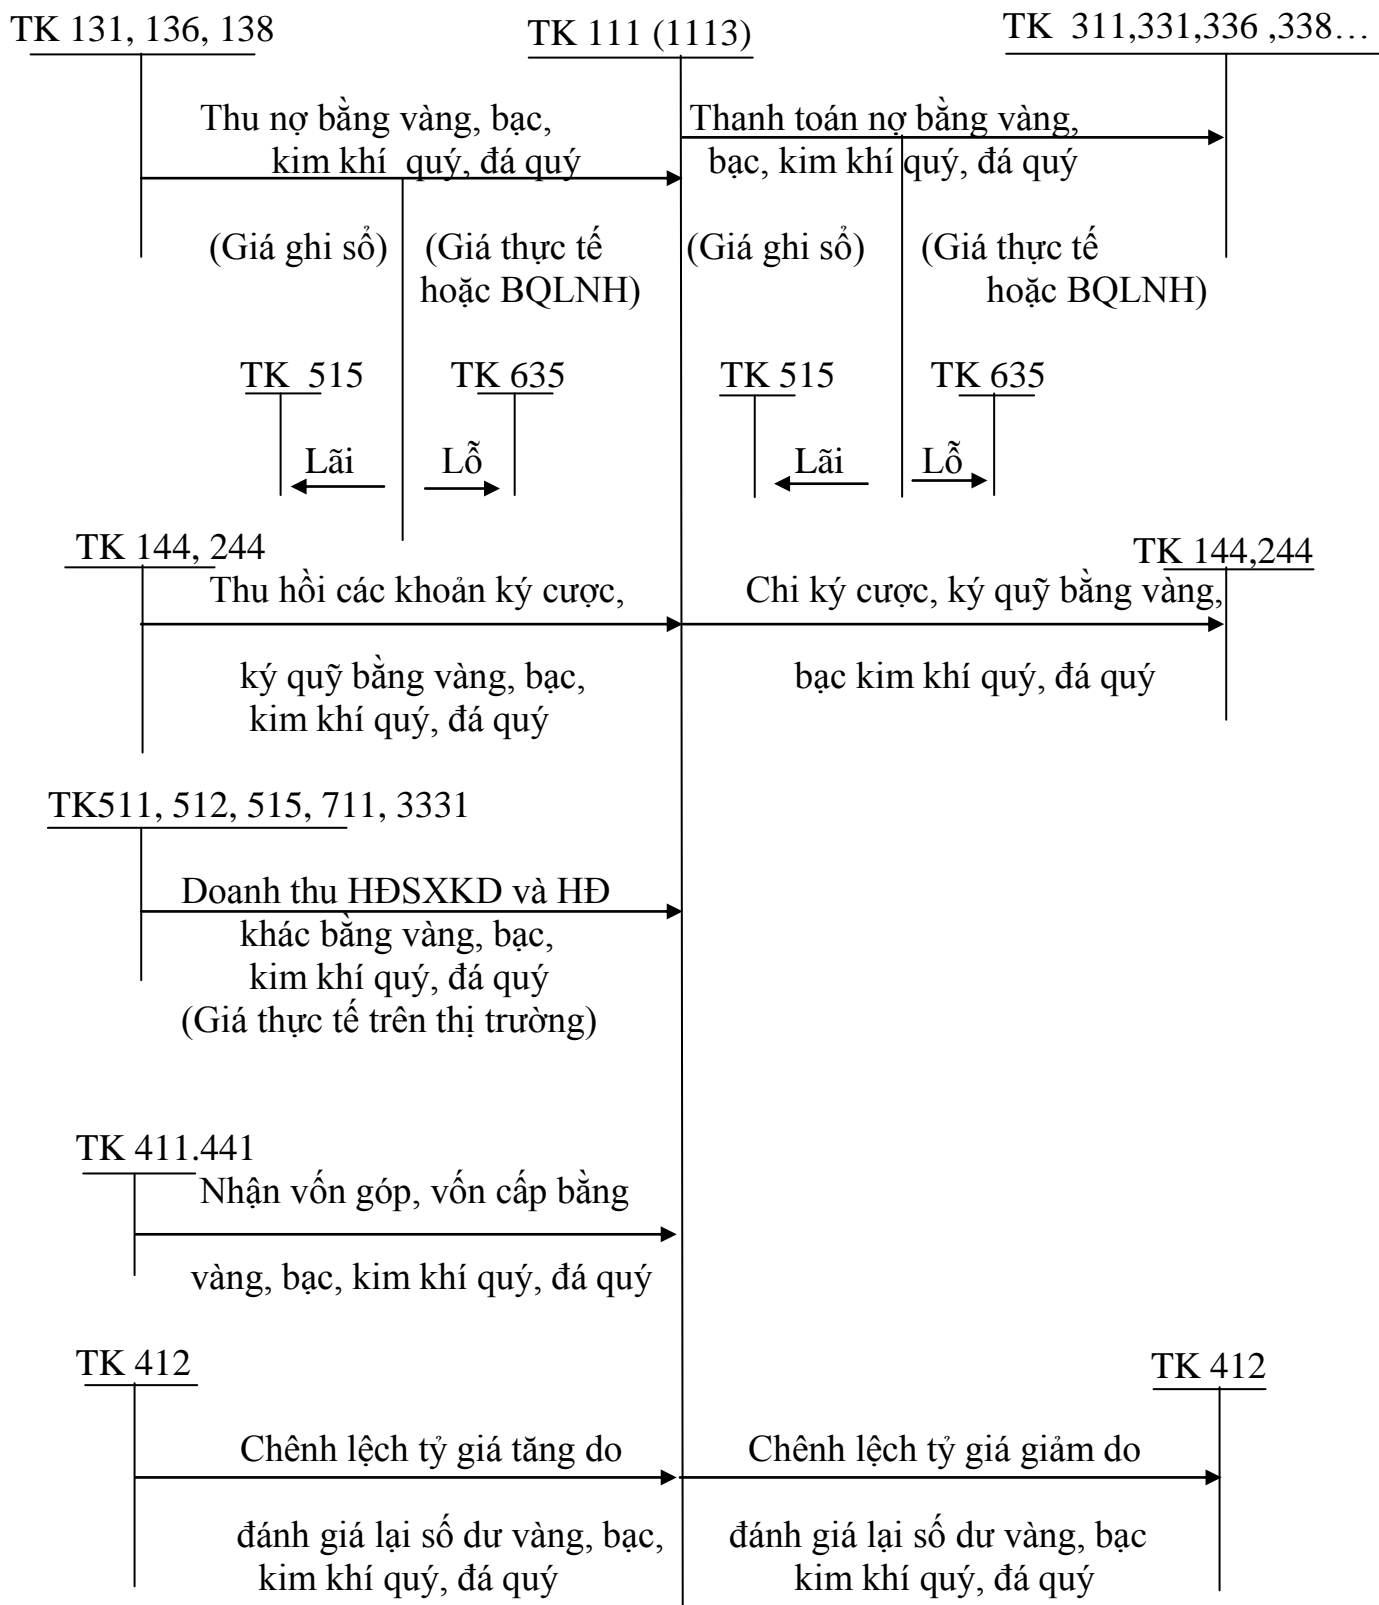 TK 131, 136, 138
TK 111 (1113)
TK 311,331,336 ,338…
Thu nợ bằng vàng, bạc,
kim khí quý, đá quý
Thanh toán nợ bằng vàng,
bạc, kim khí quý, đá quý
(Giá ghi sổ)
(Giá thực tế
hoặc BQLNH)
(Giá ghi sổ)
(Giá thực tế
hoặc BQLNH)
TK 515
TK 635
TK 515
TK 635
Lãi
Lỗ
Lãi
Lỗ
TK 144, 244
TK 144,244
Thu hồi các khoản ký cược,
ký quỹ bằng vàng, bạc,
kim khí quý, đá quý
Chi ký cược, ký quỹ bằng vàng,
bạc kim khí quý, đá quý
TK511, 512, 515, 711, 3331
Doanh thu HĐSXKD và HĐ
khác bằng vàng, bạc,
kim khí quý, đá quý
(Giá thực tế trên thị trường)
TK 411.441
Nhận vốn góp, vốn cấp bằng
vàng, bạc, kim khí quý, đá quý
TK 412
TK 412
Chênh lệch tỷ giá tăng do
đánh giá lại số dư vàng, bạc,
kim khí quý, đá quý
Chênh lệch tỷ giá giảm do
đánh giá lại số dư vàng, bạc
kim khí quý, đá quý